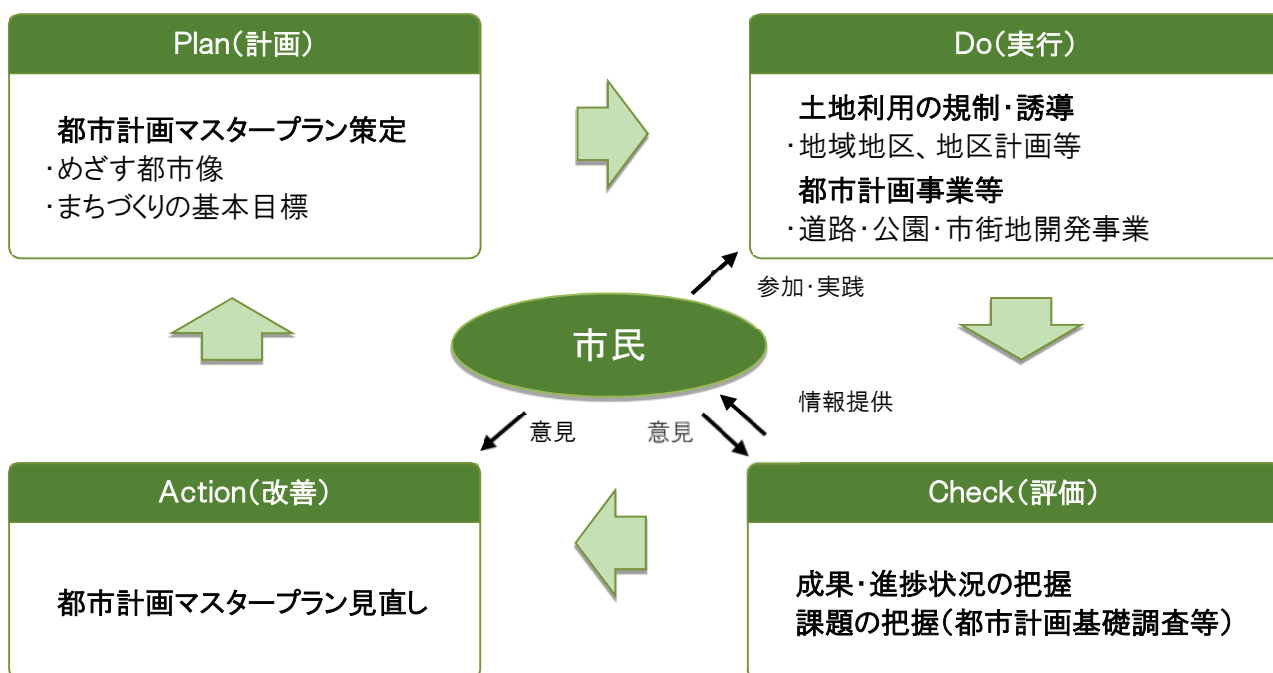 Plan(計画)
都市計画マスタープラン策定
・めざす都市像
・まちづくりの基本目標
Do(実行)
土地利用の規制・誘導
・地域地区、地区計画等
都市計画事業等
・道路・公園・市街地開発事業
参加・実践
市民
情報提供
意見
意見
Action(改善)
都市計画マスタープラン見直し
Check(評価)
成果・進捗状況の把握
課題の把握(都市計画基礎調査等)